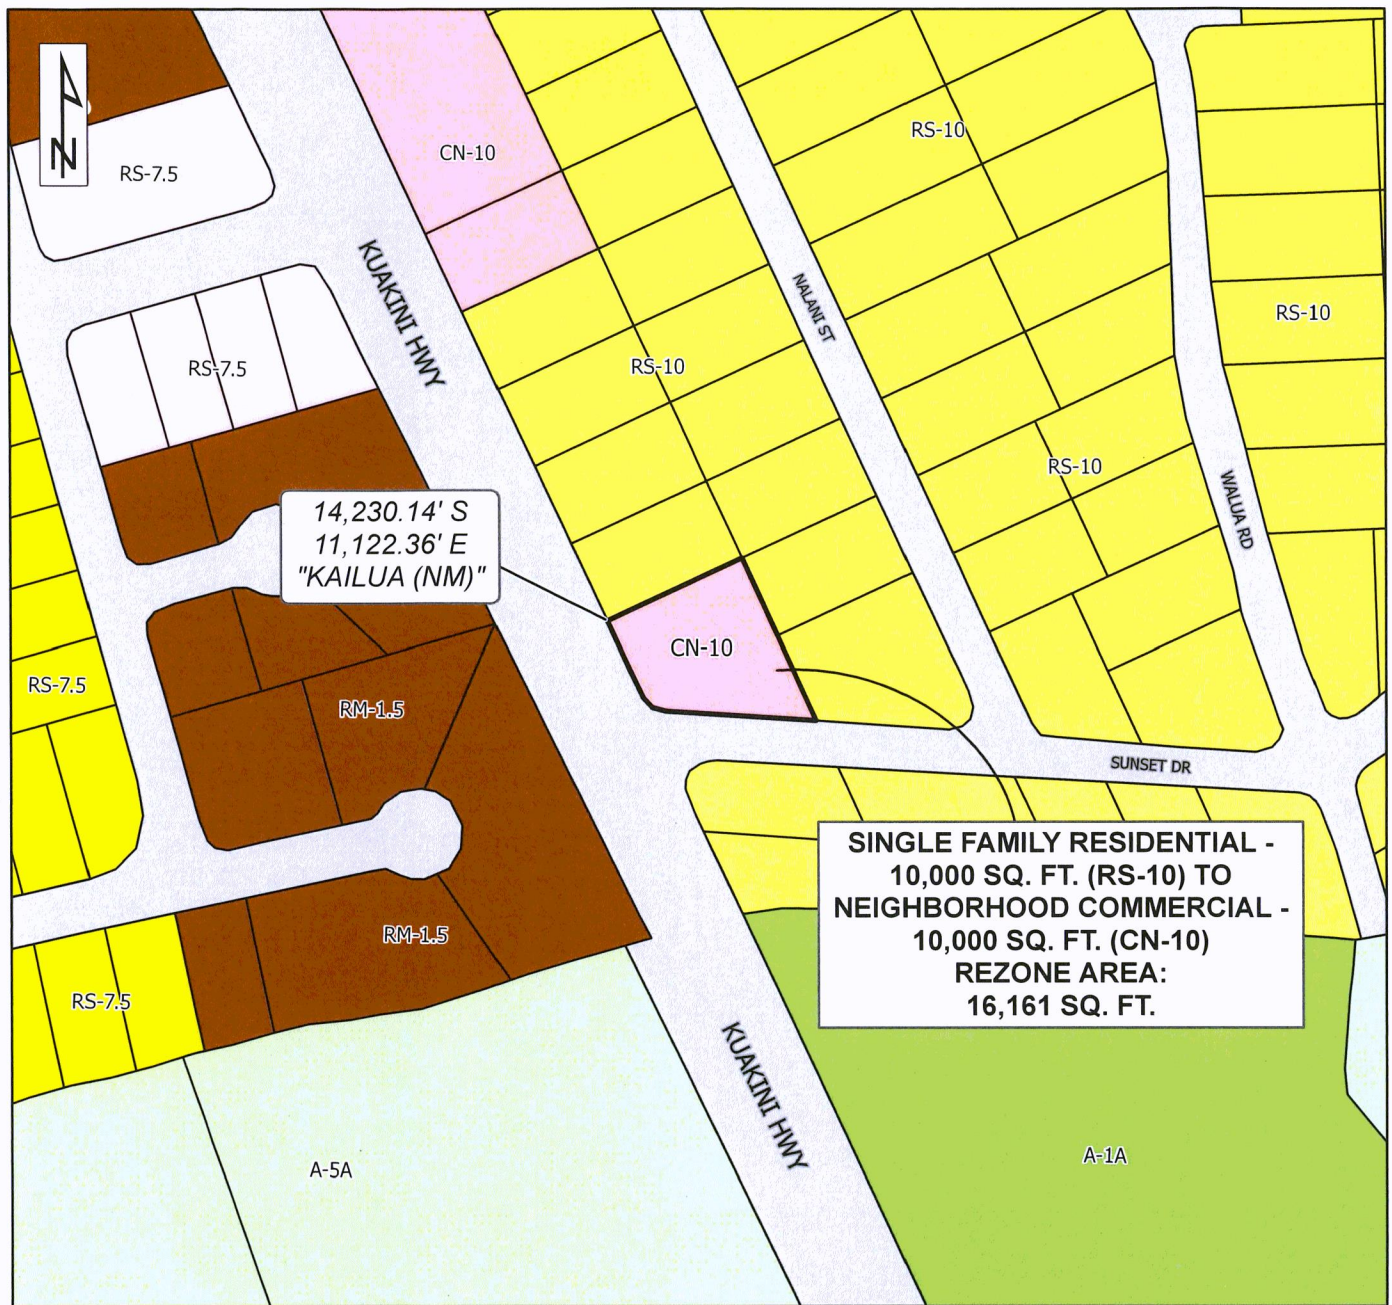 N
RS-7.5
CN-10
RS-10
KUAKINI HWY
NALANI ST
RS-10
RS-7.5
RS-10
RS-10
WALUA RD
14,230.14' S
11,122.36' E
"KAILUA (NM)"
CN-10
RS-7.5
RM-1.5
SUNSET DR
SINGLE FAMILY RESIDENTIAL -
10,000 SQ. FT. (RS-10) TO
NEIGHBORHOOD COMMERCIAL -
10,000 SQ. FT. (CN-10)
REZONE AREA:
16,161 SQ. FT.
RM-1.5
RS-7.5
KUAKINI HWY
A-5A
A-1A